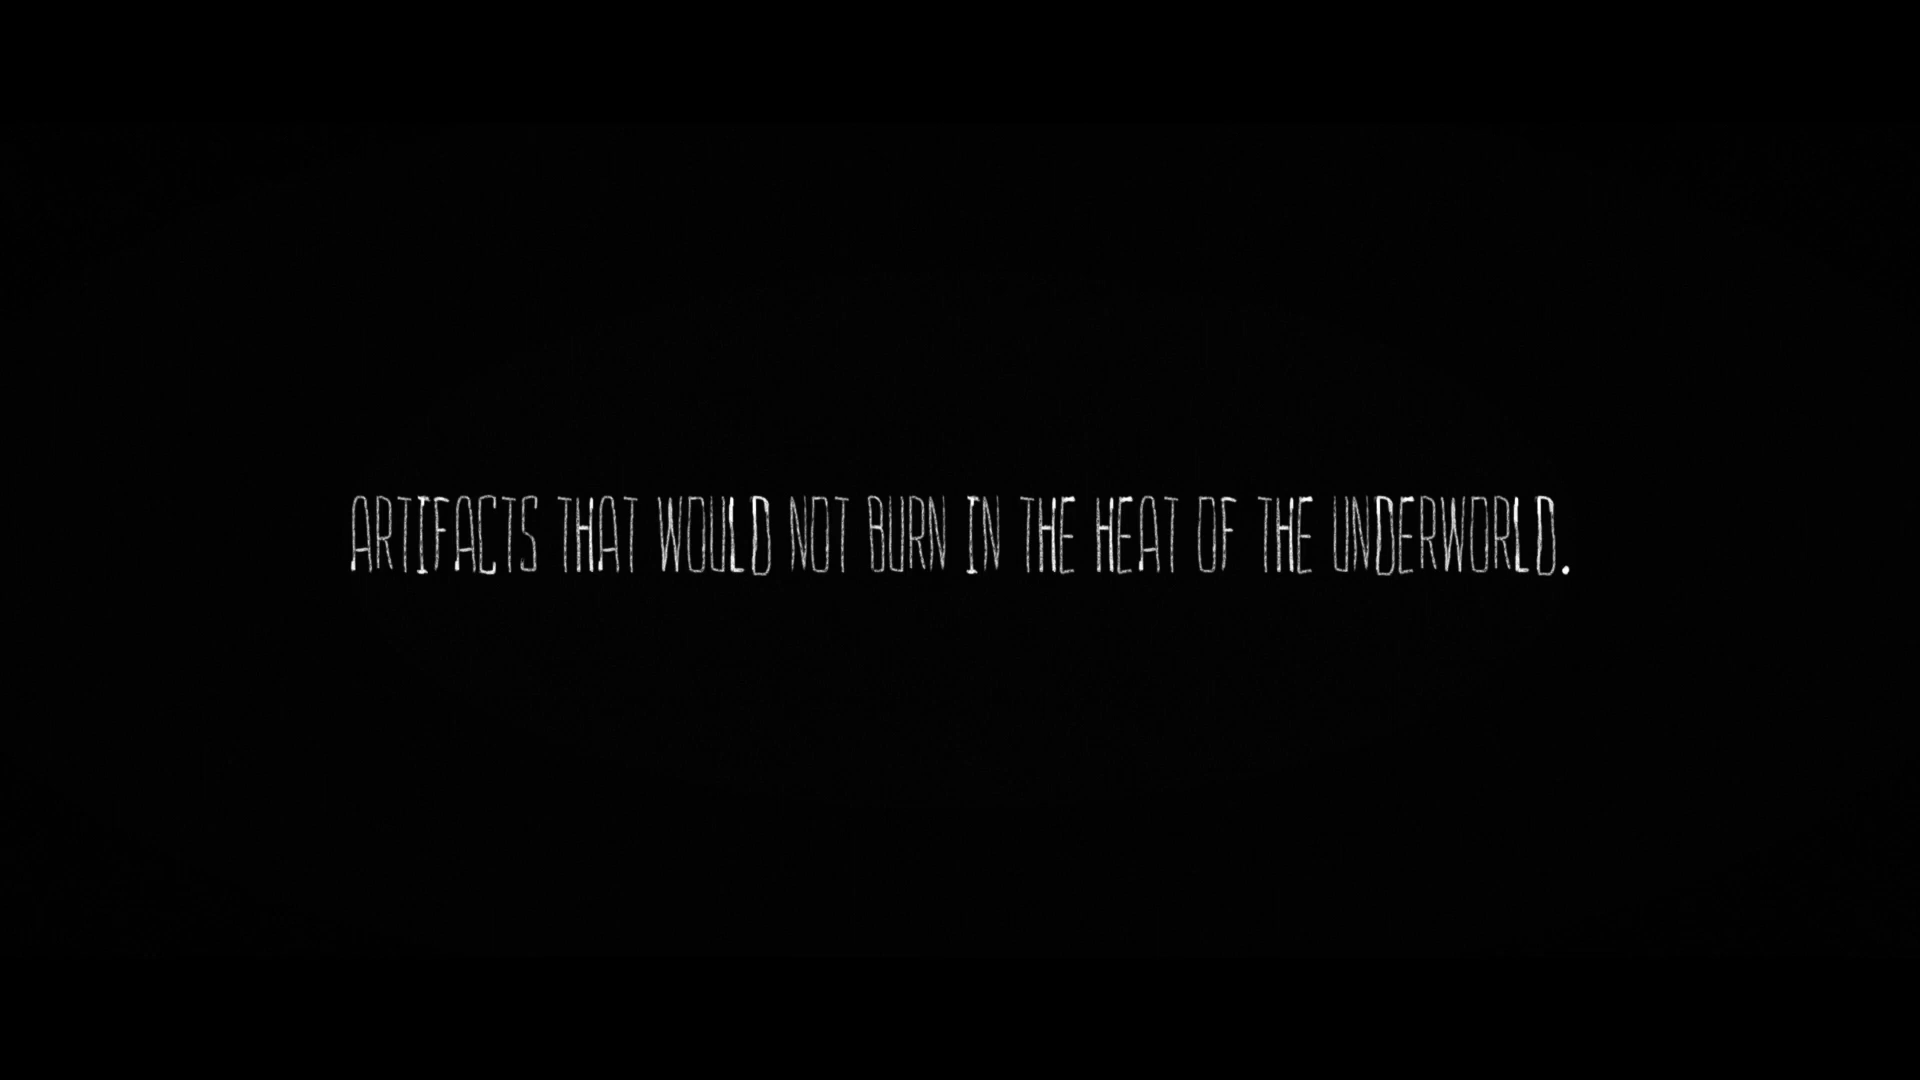 ARTIFACTS THAT WOULD NOT BURN IN THE HEAT OF THE UNDERWORLD.